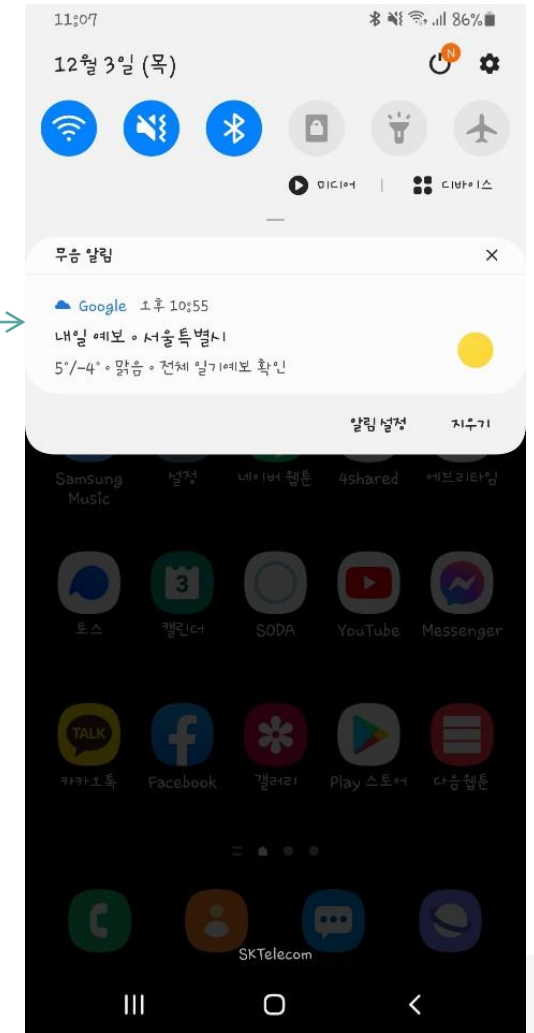 11:07 86%
12월 3일 (목) N
미디어 | 디바이스
무음 알림
Google 오후 10:55
내일 예보 • 서울특별시
5°/-4° • 맑음 • 전체 일기예보 확인
알림 설정 지우기
Samsung Music 설정 네이버 웹툰 4shared 에브리타임
3
토스 캘린더 SODA YouTube Messenger
TALK
카카오톡 Facebook 갤러리 Play 스토어 다음웹툰
SKTelecom